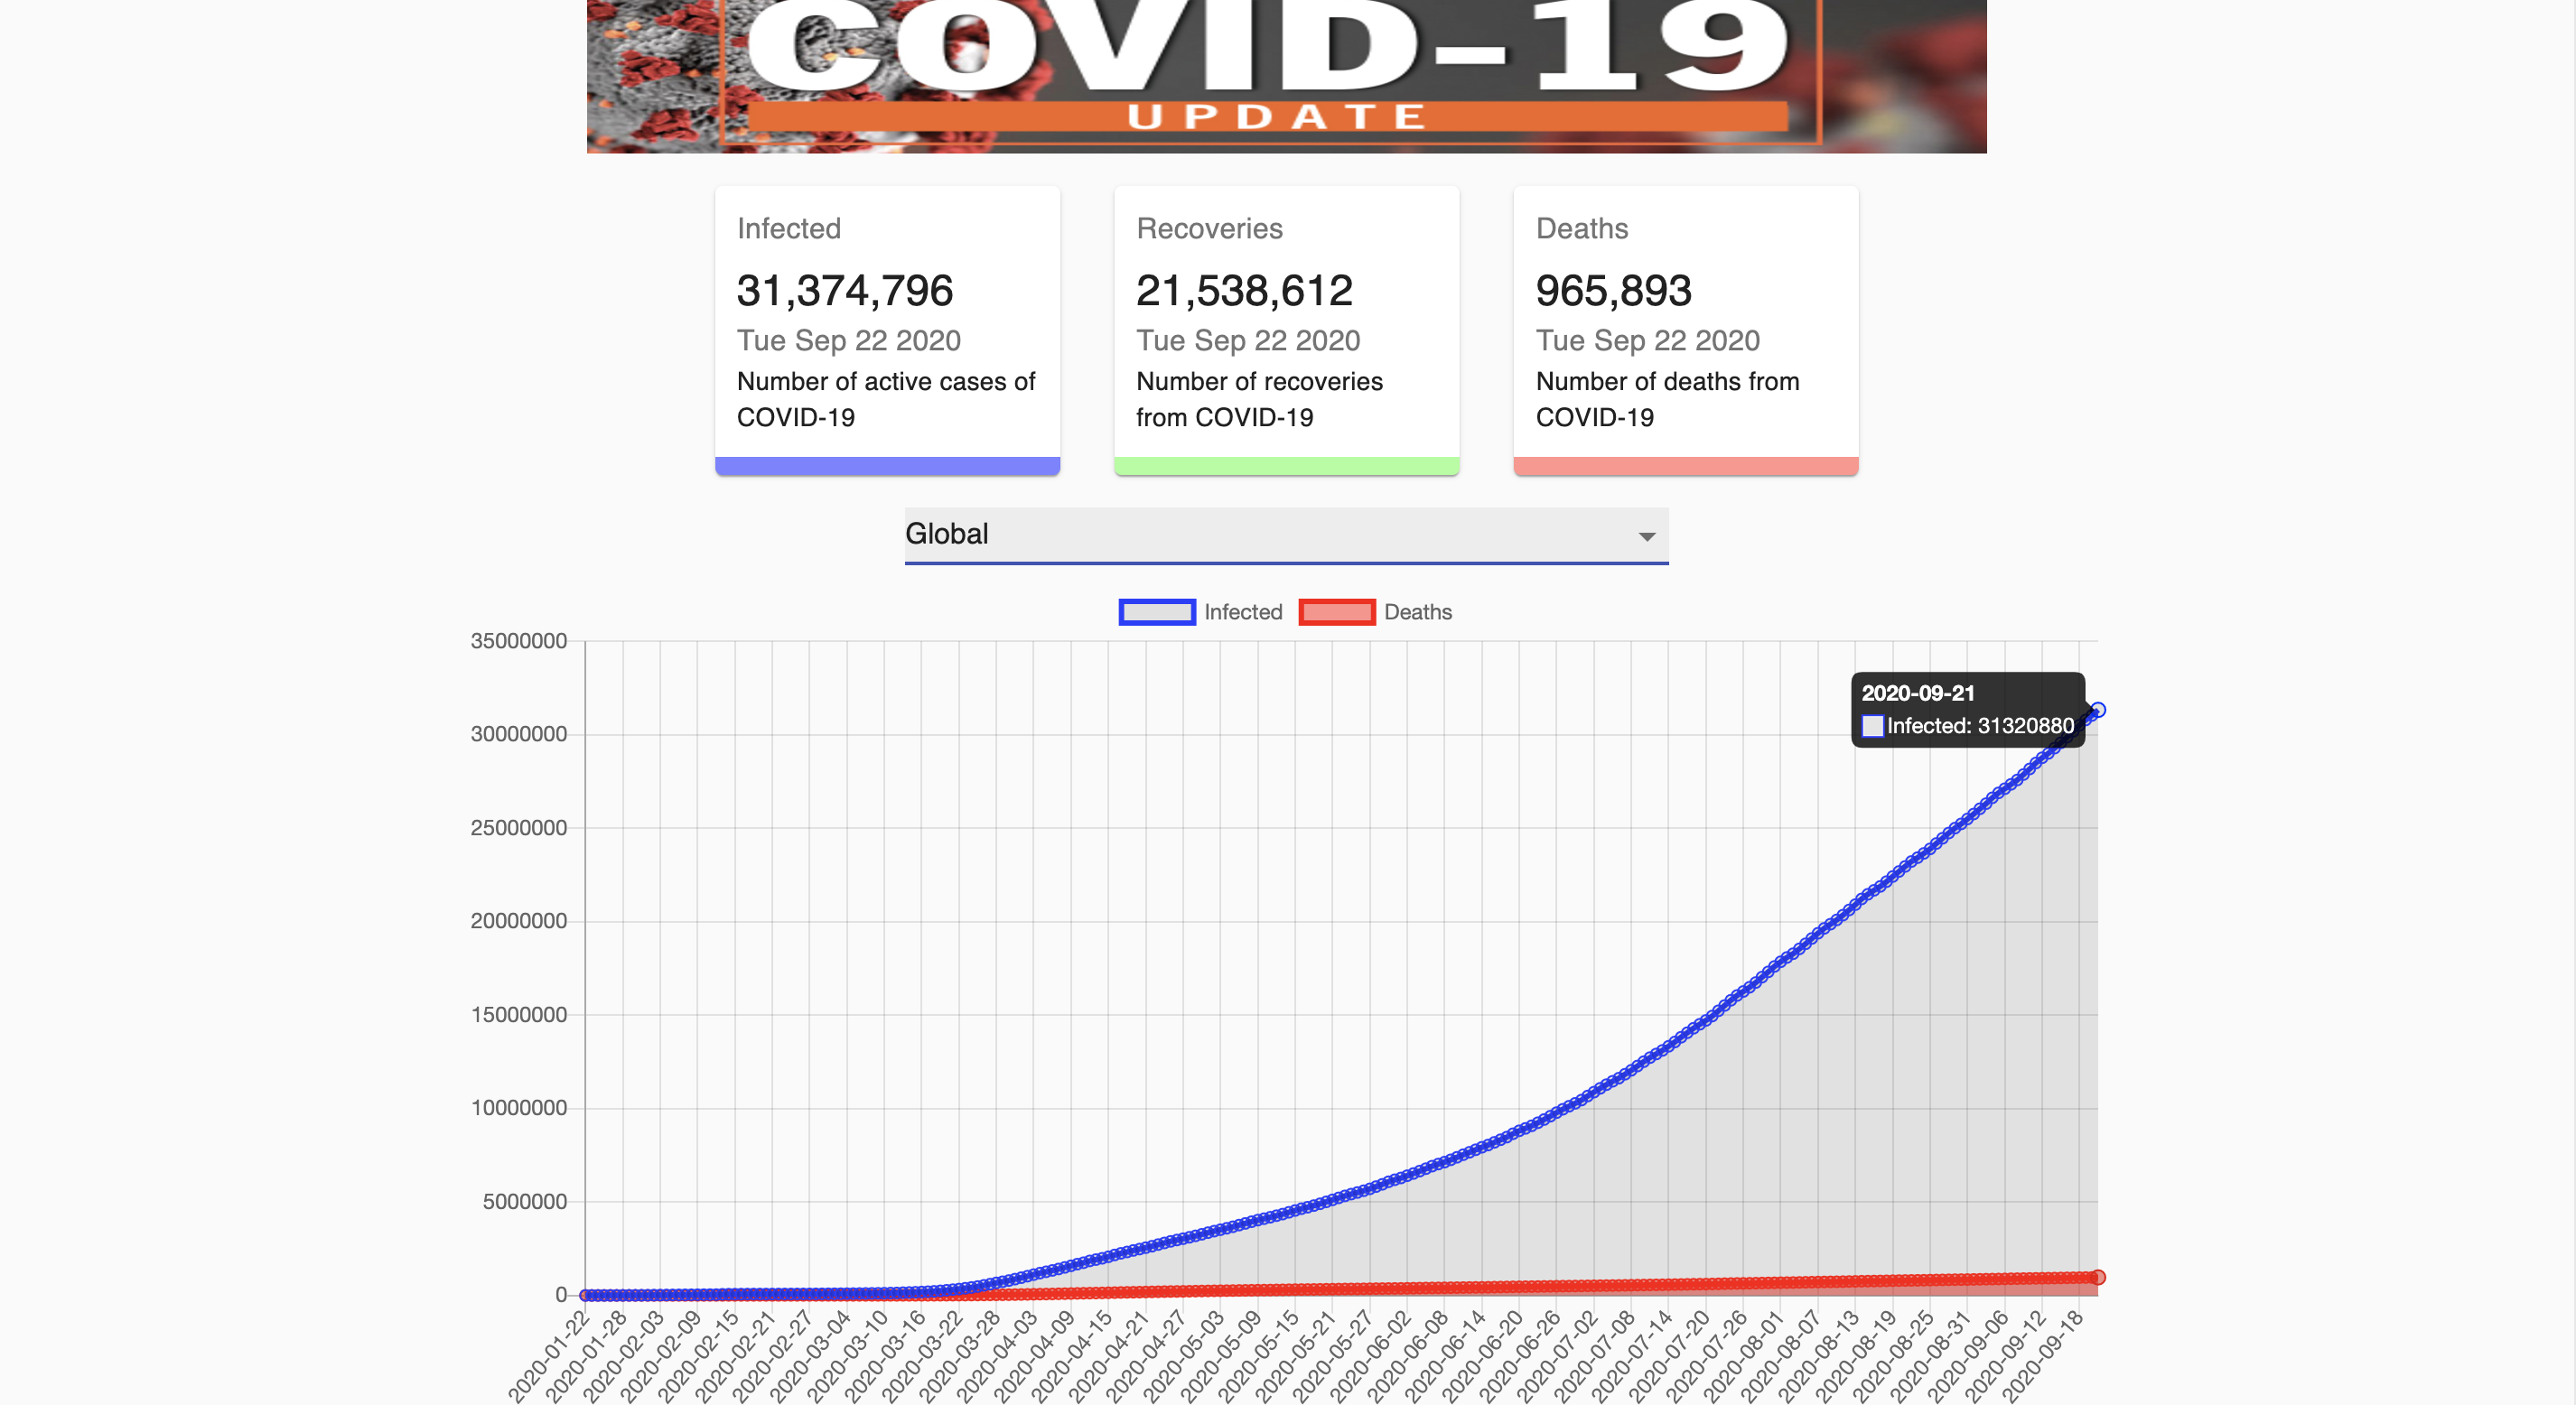 COVID-19
UPDATE
Infected
31,374,796
Tue Sep 22 2020
Number of active cases of
COVID-19
Recoveries
21,538,612
Tue Sep 22 2020
Number of recoveries
from COVID-19
Deaths
965,893
Tue Sep 22 2020
Number of deaths from
COVID-19
Global
Infected
Deaths
35000000
30000000
25000000
20000000
15000000
10000000
5000000
0
2020-09-21
Infected: 31320880
2020-01-22
2020-01-28
2020-02-03
2020-02-09
2020-02-15
2020-02-21
2020-02-27
2020-03-04
2020-03-10
2020-03-16
2020-03-22
2020-03-28
2020-04-03
2020-04-09
2020-04-15
2020-04-21
2020-04-27
2020-05-03
2020-05-09
2020-05-15
2020-05-21
2020-05-27
2020-06-02
2020-06-08
2020-06-14
2020-06-20
2020-06-26
2020-07-02
2020-07-08
2020-07-14
2020-07-20
2020-07-26
2020-08-01
2020-08-07
2020-08-13
2020-08-19
2020-08-25
2020-08-31
2020-09-06
2020-09-12
2020-09-18